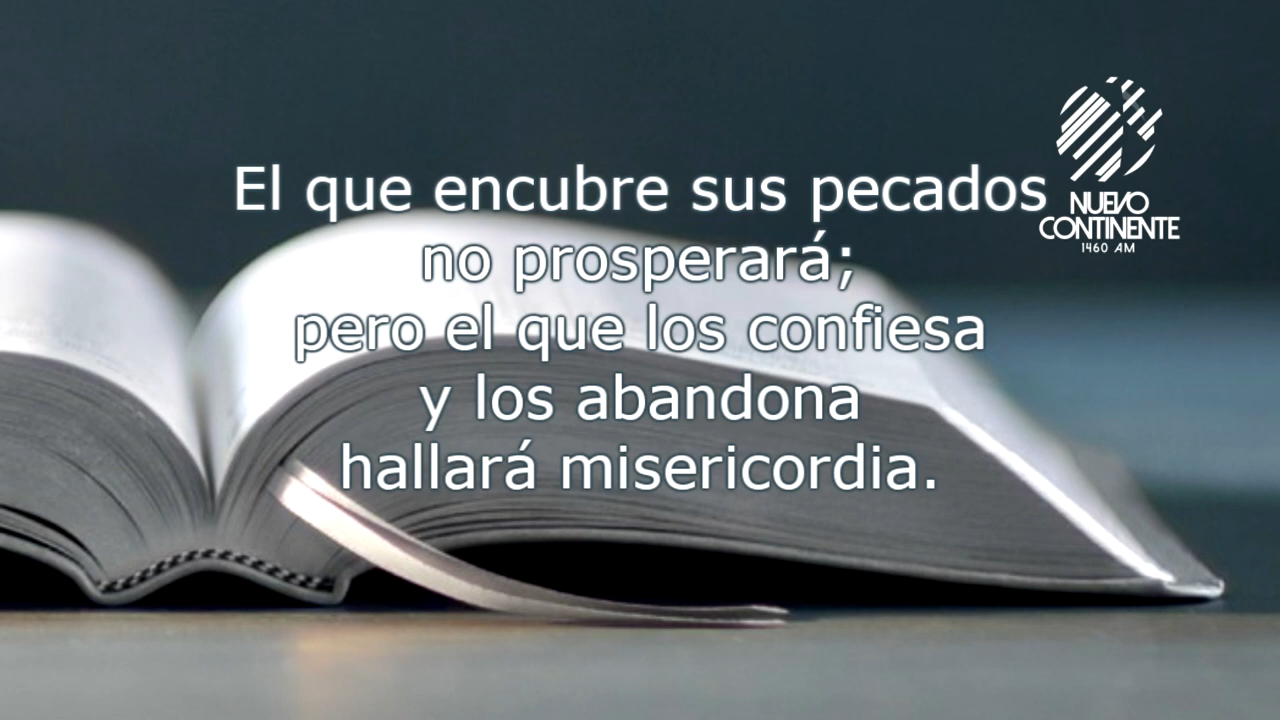 El que encubre sus pecados
no prosperará;
pero el que los confiesa
y los abandona
hallará misericordia.
NUEVO
CONTINENTE
1460 AM